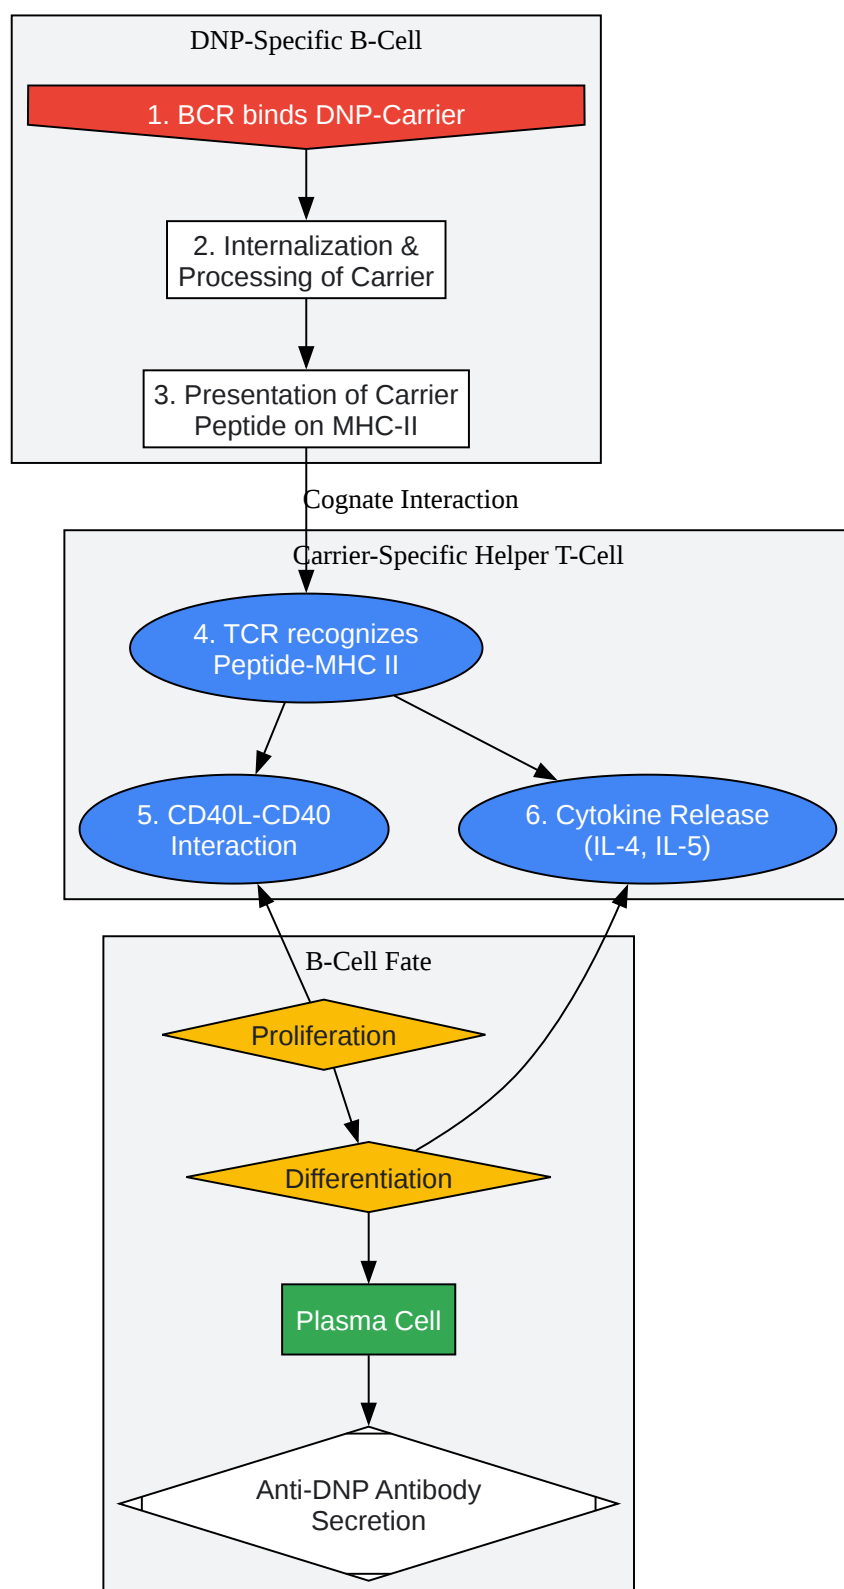 DNP-Specific B-Cell
1. BCR binds DNP-Carrier
2. Internalization &
Processing of Carrier
3. Presentation of Carrier
Peptide on MHC-II
Cognate Interaction
Carrier-Specific Helper T-Cell
4. TCR recognizes
Peptide-MHC II
5. CD40L-CD40
Interaction
6. Cytokine Release
(IL-4, IL-5)
B-Cell Fate
Proliferation
Differentiation
Plasma Cell
Anti-DNP Antibody
Secretion